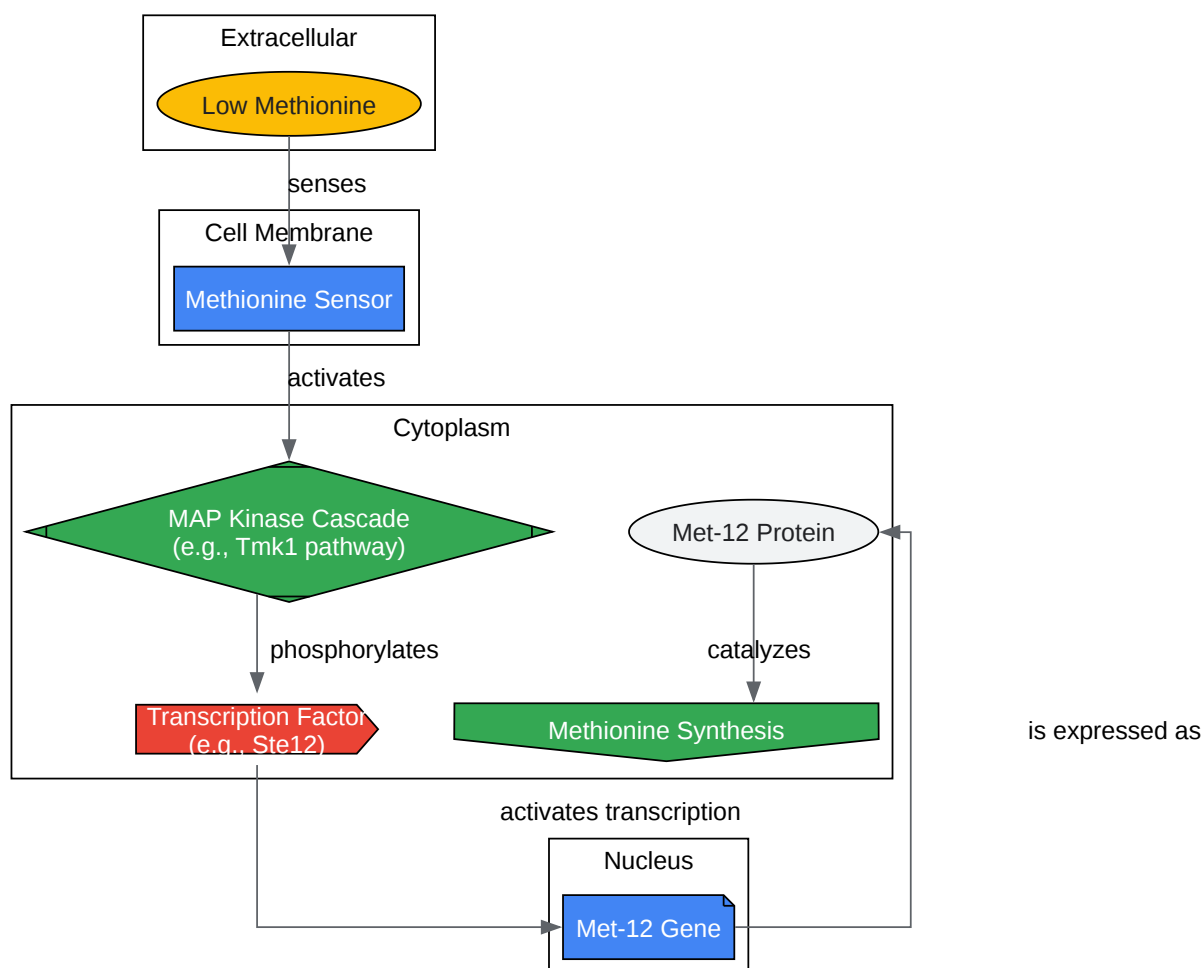 Extracellular
Low Methionine
senses
Cell Membrane
Methionine Sensor
activates
Cytoplasm
MAP Kinase Cascade
(e.g., Tmk1 pathway)
Met-12 Protein
phosphorylates
catalyzes
Transcription Factor
(e.g., Ste12)
Methionine Synthesis
is expressed as
activates transcription
Nucleus
Met-12 Gene